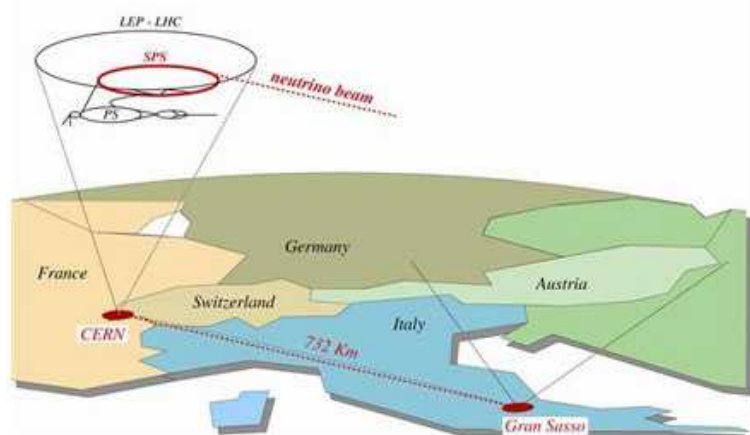 LEP - LHC
SPS
neutrino beam
PS
Germany
France
Austria
Switzerland
Italy
CERN
732 Km
Gran Sasso